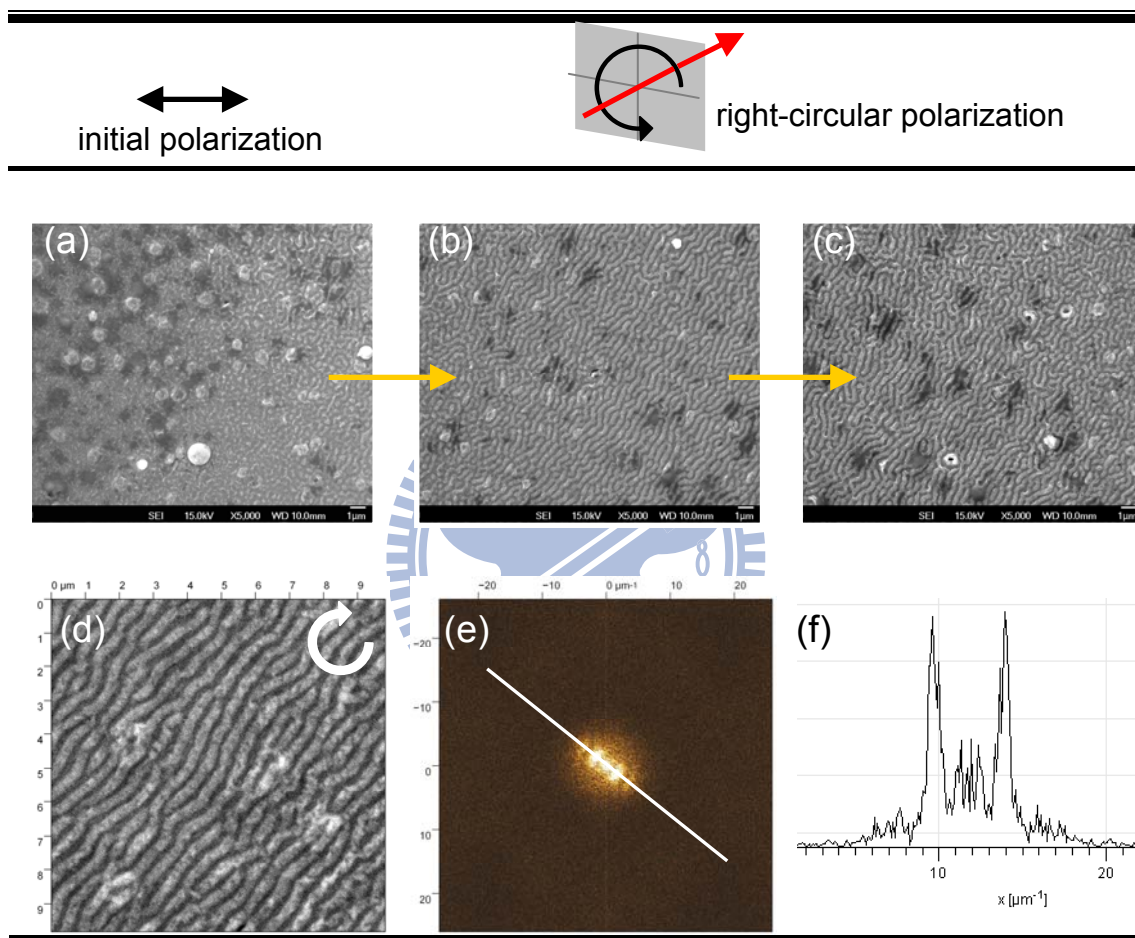 initial polarization
right-circular polarization
(a)
(b)
(c)
SEI 15.0kV X5,000 WD 10.0mm 1µm
SEI 15.0kV X5,000 WD 10.0mm 1µm
SEI 15.0kV X5,000 WD 10.0mm 1µm
8
0 µm 1 2 3 4 5 6 7 8 9
0
1
2
3
4
5
6
7
8
9
(d)
−20 −10 0 µm-1 10 20
−20
−10
0
10
20
(e)
(f)
10 20
x [µm-1]